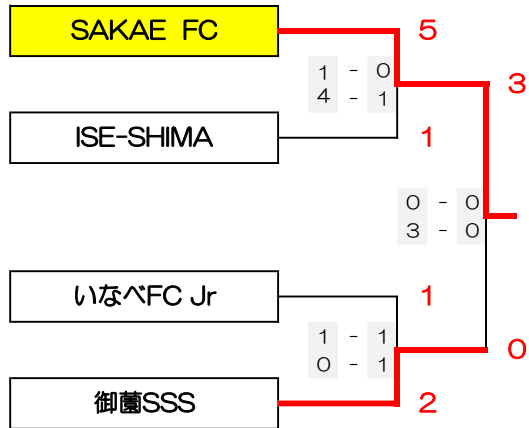 SAKAE FC
5
1 - 0
4 - 1
3
ISE-SHIMA
1
0 - 0
3 - 0
いなべFC Jr
1
1 - 1
0 - 1
0
御薗SSS
2